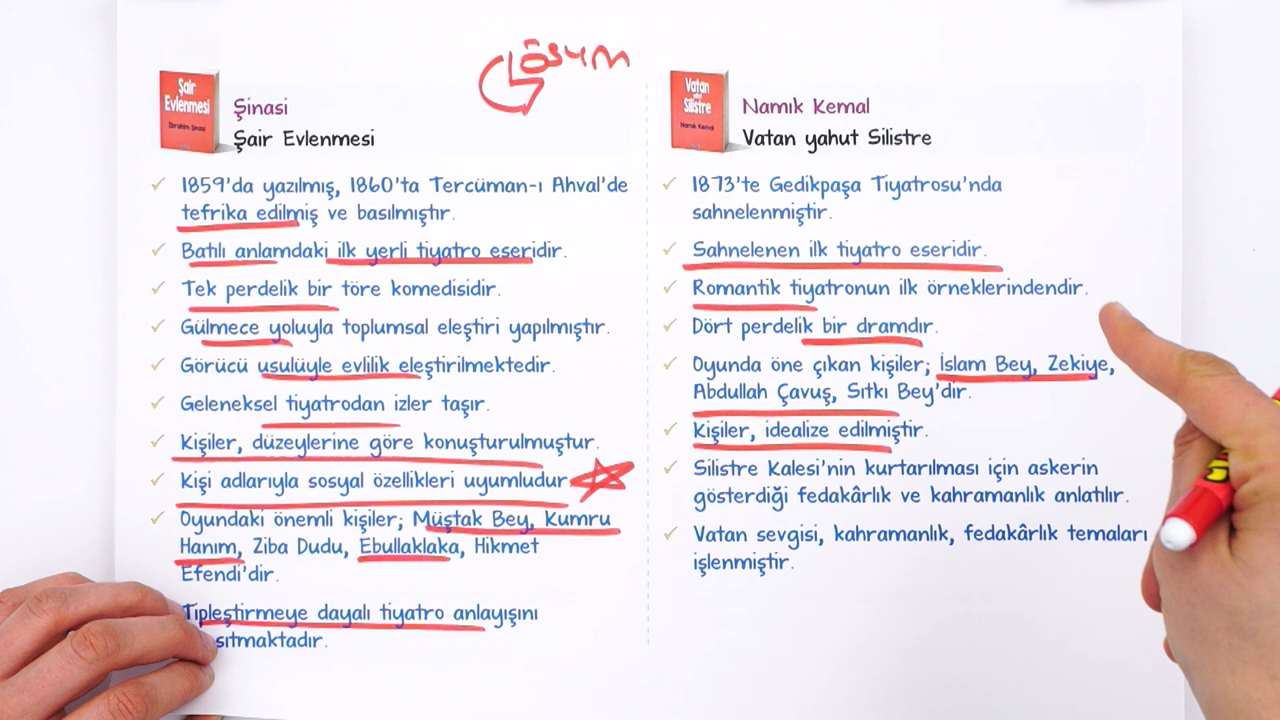 ÖSYM
Şair
Evlenmesi
İbrahim Şinasi
Şinasi
Şair Evlenmesi
1859'da yazılmış, 1860'ta Tercüman-ı Ahval'de
tefrika edilmiş ve basılmıştır.
Batılı anlamdaki ilk yerli tiyatro eseridir.
Tek perdelik bir töre komedisidir.
Gülmece yoluyla toplumsal eleştiri yapılmıştır.
Görücü usulüyle evlilik eleştirilmektedir.
Geleneksel tiyatrodan izler taşır.
Kişiler, düzeylerine göre konuşturulmuştur.
Kişi adlarıyla sosyal özellikleri uyumludur.
Oyundaki önemli kişiler; Müştak Bey, Kumru
Hanım, Ziba Dudu, Ebullaklaka, Hikmet
Efendi'dir.
Tipleştirmeye dayalı tiyatro anlayışını
Vatan
yahut
Silistre
Namık Kemal
Namık Kemal
Vatan yahut Silistre
1873'te Gedikpaşa Tiyatrosu'nda
sahnelenmiştir.
Sahnelenen ilk tiyatro eseridir.
Romantik tiyatronun ilk örneklerindendir.
Dört perdelik bir dramdır.
Oyunda öne çıkan kişiler; İslam Bey, Zekiye,
Abdullah Çavuş, Sıtkı Bey'dir.
Kişiler, idealize edilmiştir.
Silistre Kalesi'nin kurtarılması için askerin
gösterdiği fedakârlık ve kahramanlık anlatılır.
Vatan sevgisi, kahramanlık, fedakârlık temaları
işlenmiştir.